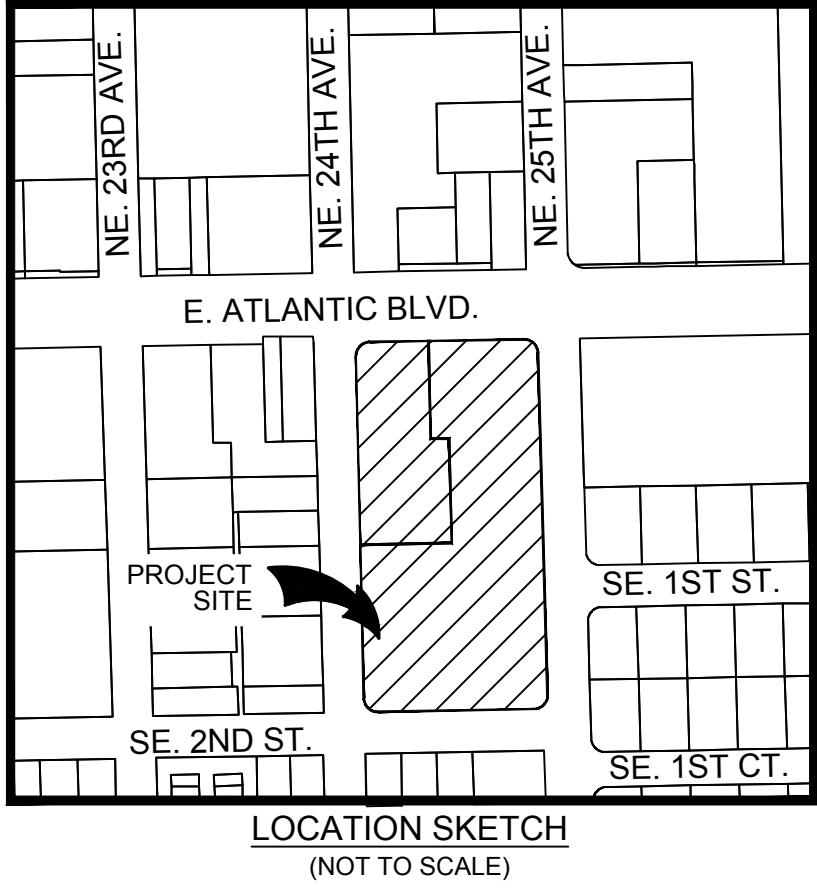 NE. 23RD AVE.
NE. 24TH AVE.
NE. 25TH AVE.
E. ATLANTIC BLVD.
PROJECT
SITE
SE. 1ST ST.
SE. 2ND ST.
SE. 1ST CT.
LOCATION SKETCH
(NOT TO SCALE)